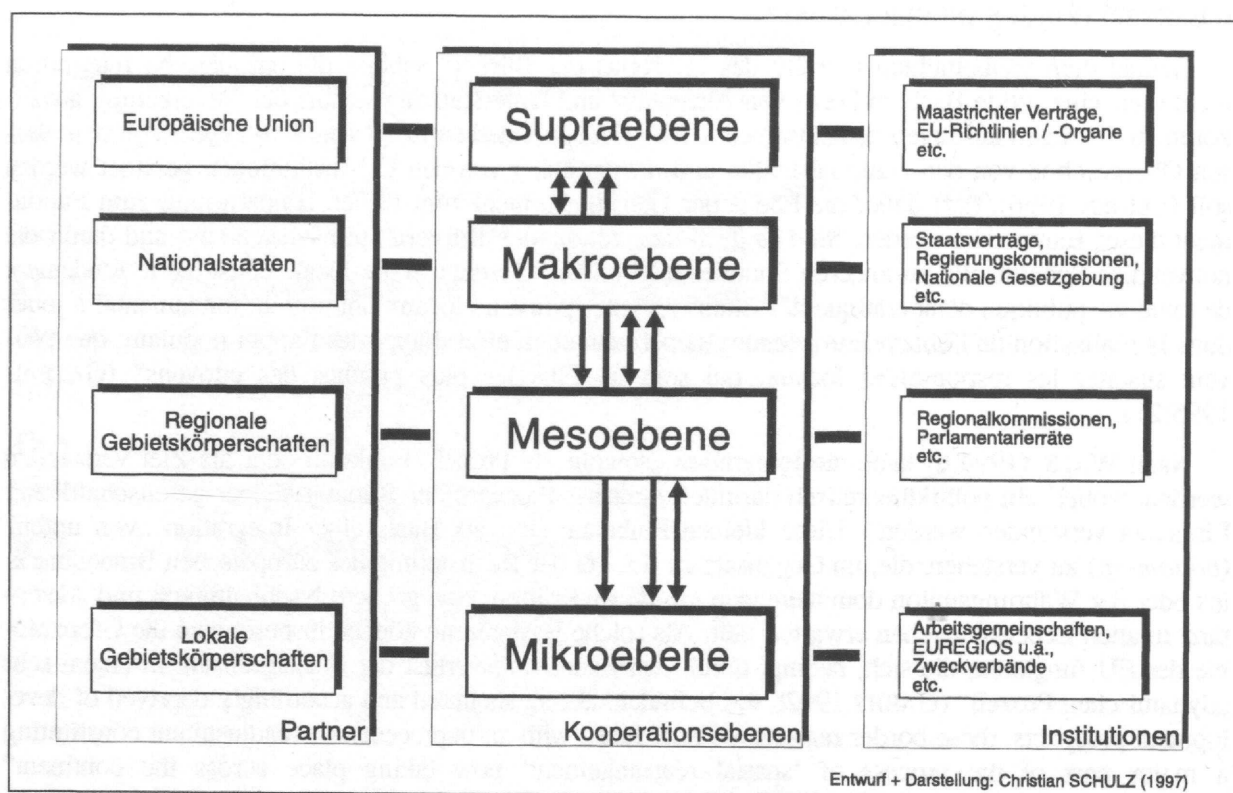 Europäische Union
Supraebene
Maastrichter Verträge,
EU-Richtlinien / -Organe
etc.
Nationalstaaten
Makroebene
Staatsverträge,
Regierungskommissionen,
Nationale Gesetzgebung
etc.
Regionale
Gebietskörperschaften
Mesoebene
Regionalkommissionen,
Parlamentarierräte
etc.
Lokale
Gebietskörperschaften
Mikroebene
Arbeitsgemeinschaften
EUREGIOS u.ä.,
Zweckverbände
etc.
Partner
Kooperationsebenen
Institutionen
Entwurf + Darstellung: Christian SCHULZ (1997)